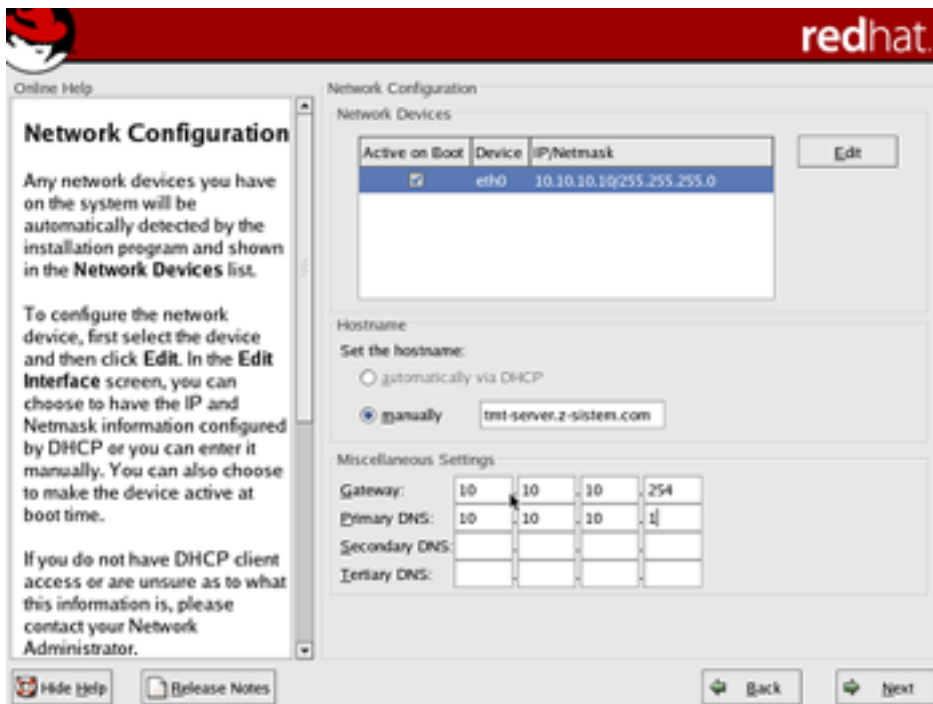 redhat.
Online Help
Network Configuration
Any network devices you have
on the system will be
automatically detected by the
installation program and shown
in the Network Devices list.
To configure the network
device, first select the device
and then click Edit. In the Edit
Interface screen, you can
choose to have the IP and
Netmask information configured
by DHCP or you can enter it
manually. You can also choose
to make the device active at
boot time.
If you do not have DHCP client
access or are unsure as to what
this information is, please
contact your Network
Administrator.
Network Configuration
Network Devices
Active on Boot Device IP/Netmask
eth0 10.10.10.10/255.255.255.0
Edit
Hostname
Set the hostname:
automatically via DHCP
manually tmt-server.z-sistem.com
Miscellaneous Settings
Gateway: 10 . 10 . 10 . 254
Primary DNS: 10 . 10 . 10 . 1
Secondary DNS: . . .
Tertiary DNS: . . .
Hide Help Release Notes Back Next